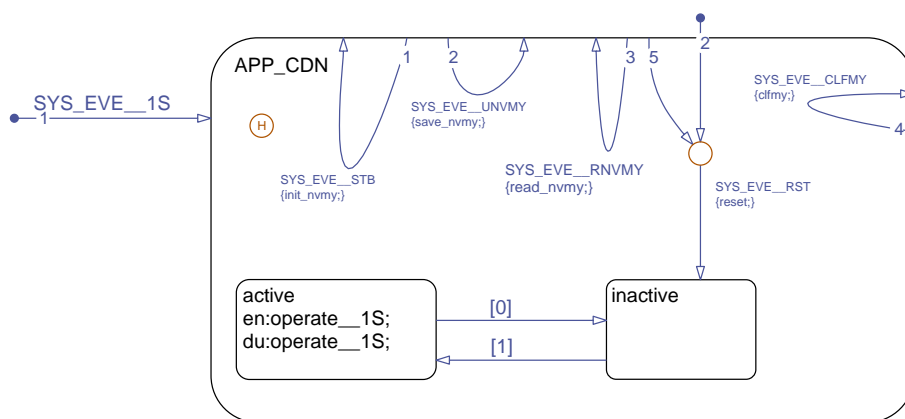 1
2
3
5
2
APP_CDN
SYS_EVE__CLFMY
{clfmy;}
SYS_EVE__1S
1
SYS_EVE__UNVMY
{save_nvmy;}
H
4
SYS_EVE__RNVMY
{read_nvmy;}
SYS_EVE__STB
{init_nvmy;}
SYS_EVE__RST
{reset;}
active
en:operate__1S;
du:operate__1S;
[0]
[1]
inactive